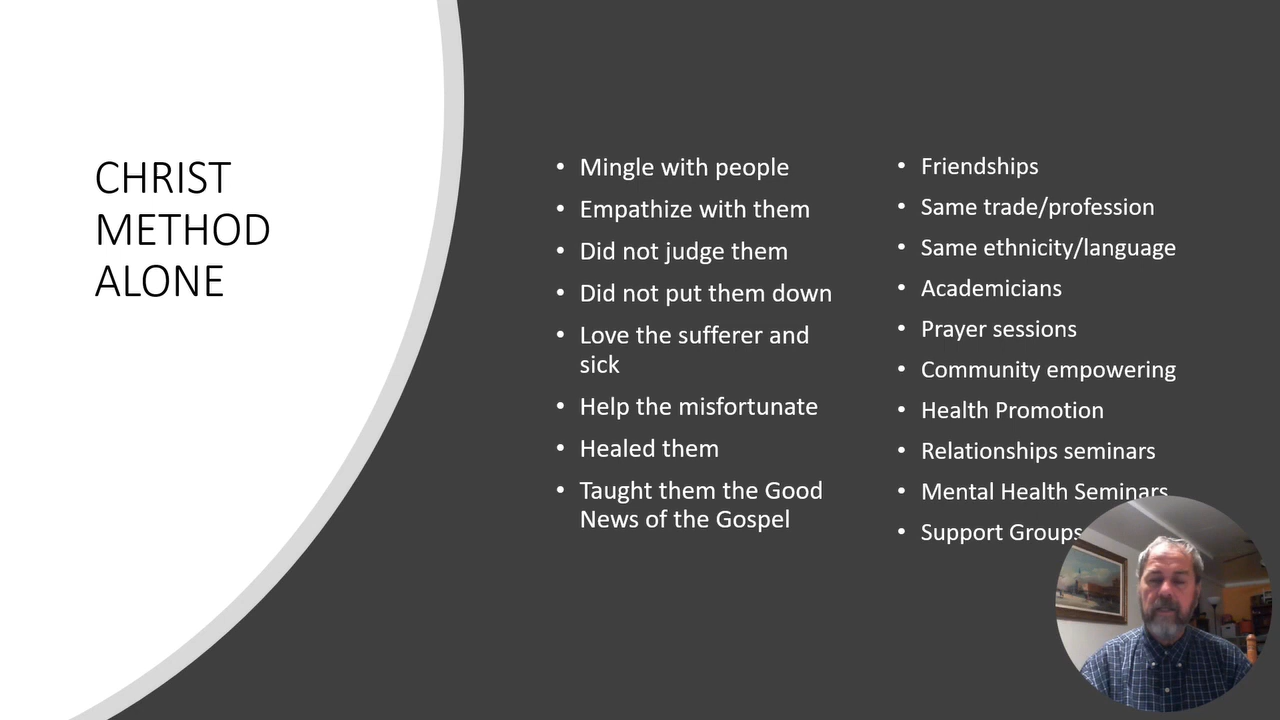 CHRIST
METHOD
ALONE
• Mingle with people
• Empathize with them
• Did not judge them
• Did not put them down
• Love the sufferer and
sick
• Help the misfortunate
• Healed them
• Taught them the Good
News of the Gospel
• Friendships
• Same trade/profession
• Same ethnicity/language
• Academicians
• Prayer sessions
• Community empowering
• Health Promotion
• Relationships seminars
• Mental Health Seminars
• Support Groups